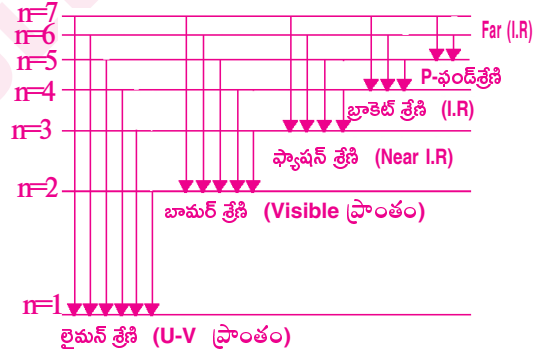 n=7
n=6 Far (I.R)
n=5
P-ఫండ్‌శ్రేణి
n=4
బ్రాకెట్ శ్రేణి (I.R)
n=3
ఫ్యాషన్ శ్రేణి (Near I.R)
n=2
బామర్ శ్రేణి (Visible ప్రాంతం)
n=1
లైమన్ శ్రేణి (U-V ప్రాంతం)